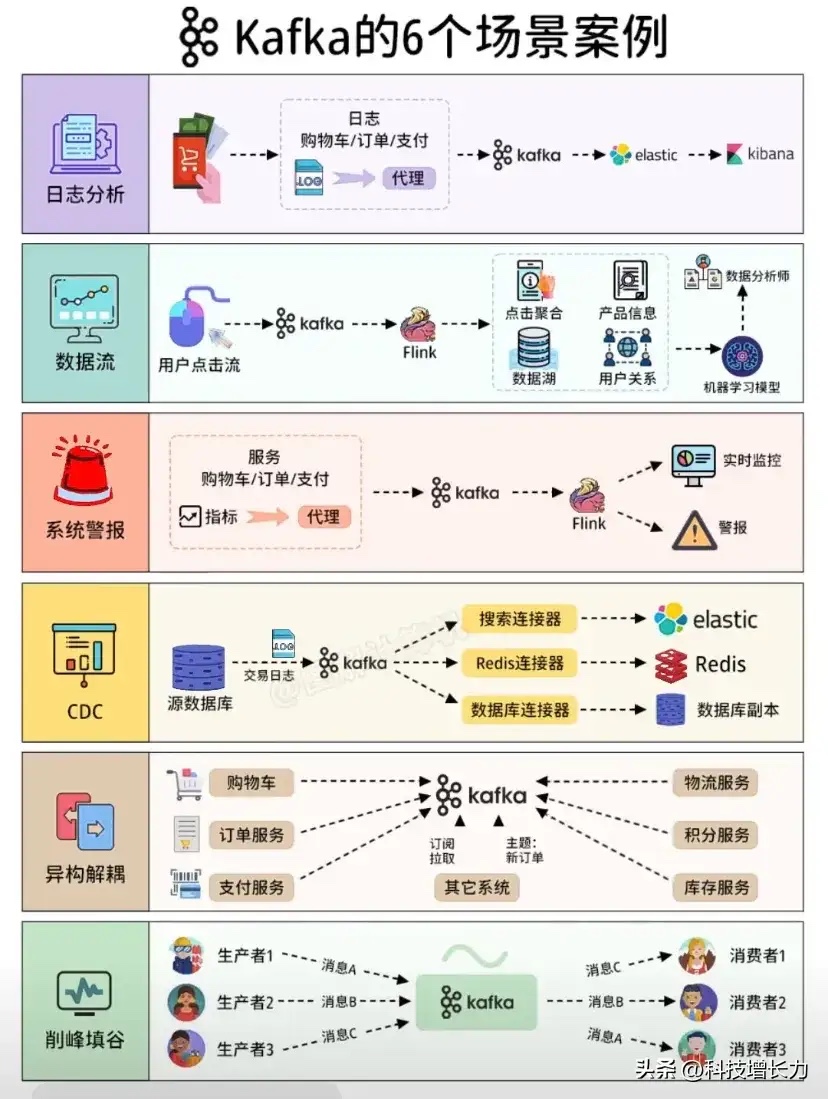 Kafka的6个场景案例
日志分析
日志
购物车/订单/支付
LOG
代理
kafka
elastic
kibana
数据流
用户点击流
kafka
Flink
点击聚合
产品信息
数据湖
用户关系
数据分析师
机器学习模型
系统警报
服务
购物车/订单/支付
指标
代理
kafka
Flink
实时监控
警报
CDC
源数据库
LOG
交易日志
kafka
搜索连接器
Redis连接器
数据库连接器
elastic
Redis
数据库副本
异构解耦
购物车
订单服务
支付服务
kafka
订阅
拉取
主题:
新订单
其它系统
物流服务
积分服务
库存服务
削峰填谷
生产者1
生产者2
生产者3
消息A
消息B
消息C
kafka
消息C
消息B
消息A
消费者1
消费者2
消费者3
头条 @科技增长力